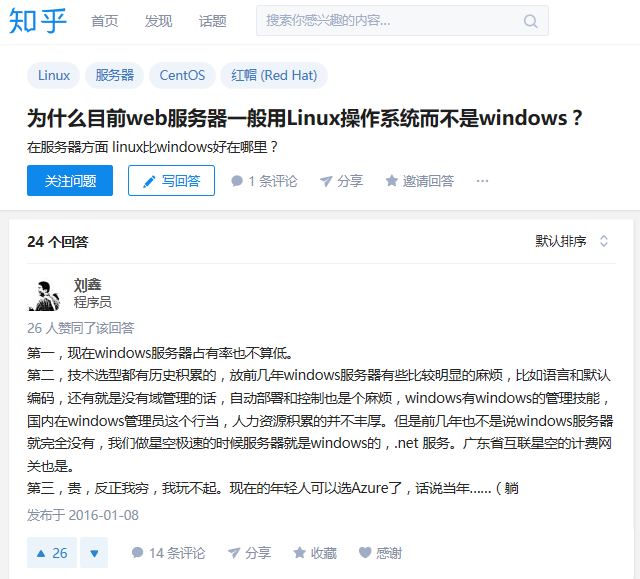 知乎 首页 发现 话题 搜索你感兴趣的内容...
Linux 服务器 CentOS 红帽 (Red Hat)
为什么目前web服务器一般用Linux操作系统而不是windows？
在服务器方面 linux比windows好在哪里？
关注问题 写回答 1 条评论 分享 邀请回答 ···
24 个回答 默认排序
刘鑫
程序员
26 人赞同了该回答
第一，现在windows服务器占有率也不算低。
第二，技术选型都有历史积累的，放前几年windows服务器有些比较明显的麻烦，比如语言和默认
编码，还有就是没有域管理的话，自动部署和控制也是个麻烦，windows有windows的管理技能，
国内在windows管理员这个行当，人力资源积累的并不丰厚。但是前几年也不是说windows服务器
就完全没有，我们做星空极速的时候服务器就是windows的，.net 服务。广东省互联星空的计费网
关也是。
第三，贵，反正我穷，我玩不起。现在的年轻人可以选Azure了，话说当年……（躺
发布于 2016-01-08
26 14 条评论 分享 收藏 感谢